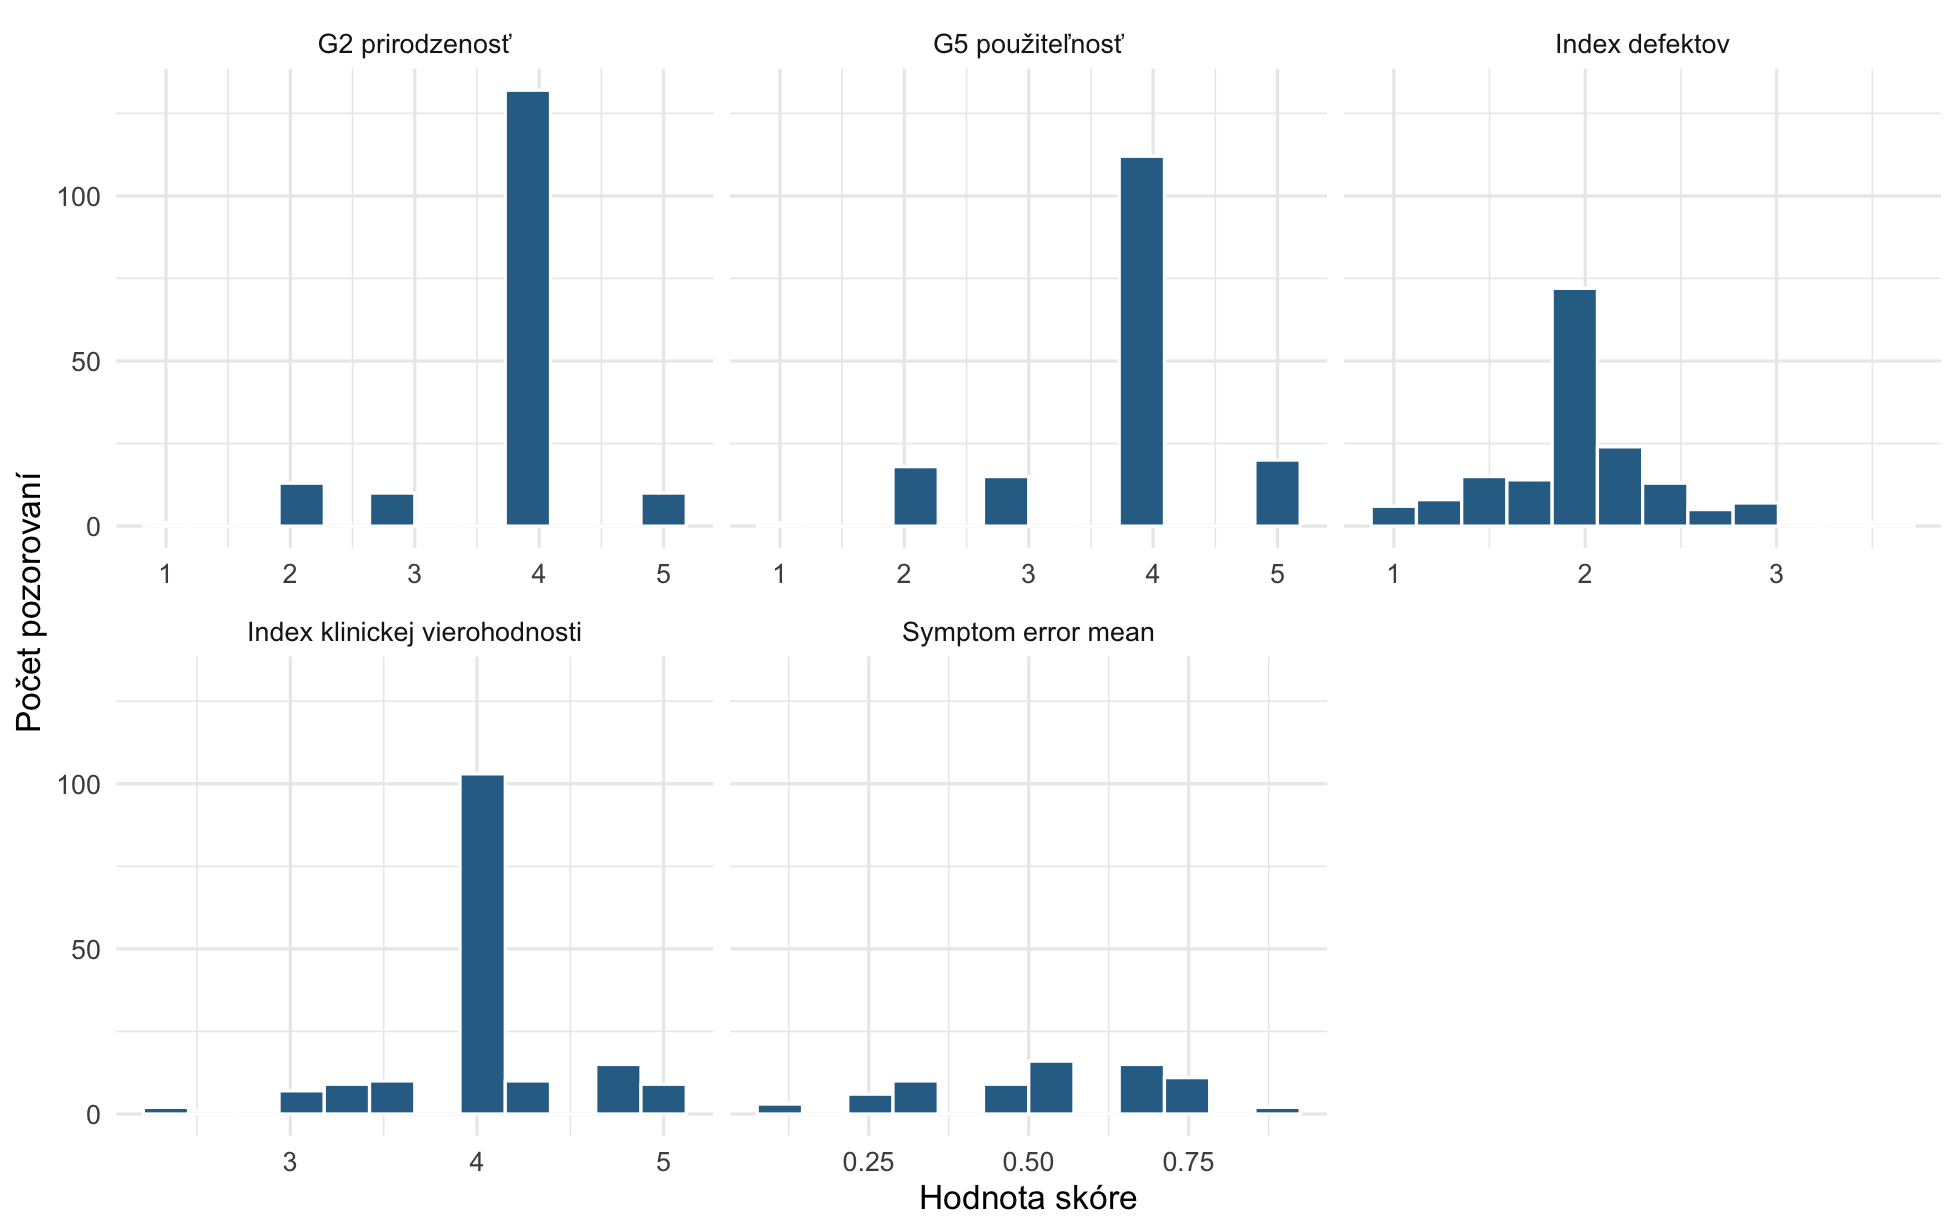 G2 prirodzenosť
G5 použiteľnosť
Index defektov
100
50
0
1 2 3 4 5
1 2 3 4 5
1 2 3
Index klinickej vierohodnosti
Symptom error mean
100
50
0
3 4 5
0.25 0.50 0.75
Počet pozorovaní
Hodnota skóre